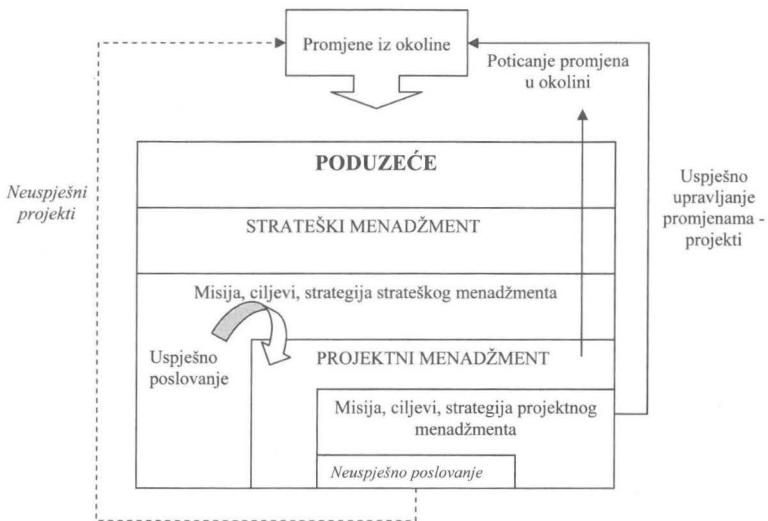 Promjene iz okoline
Poticanje promjena
u okolini
PODUZEĆE
Neuspješni
projekti
Uspješno
upravljanje
promjenama -
projekti
STRATEŠKI MENADŽMENT
Misija, ciljevi, strategija strateškog menadžmenta
Uspješno
poslovanje
PROJEKTNI MENADŽMENT
Misija, ciljevi, strategija projektnog
menadžmenta
Neuspješno poslovanje